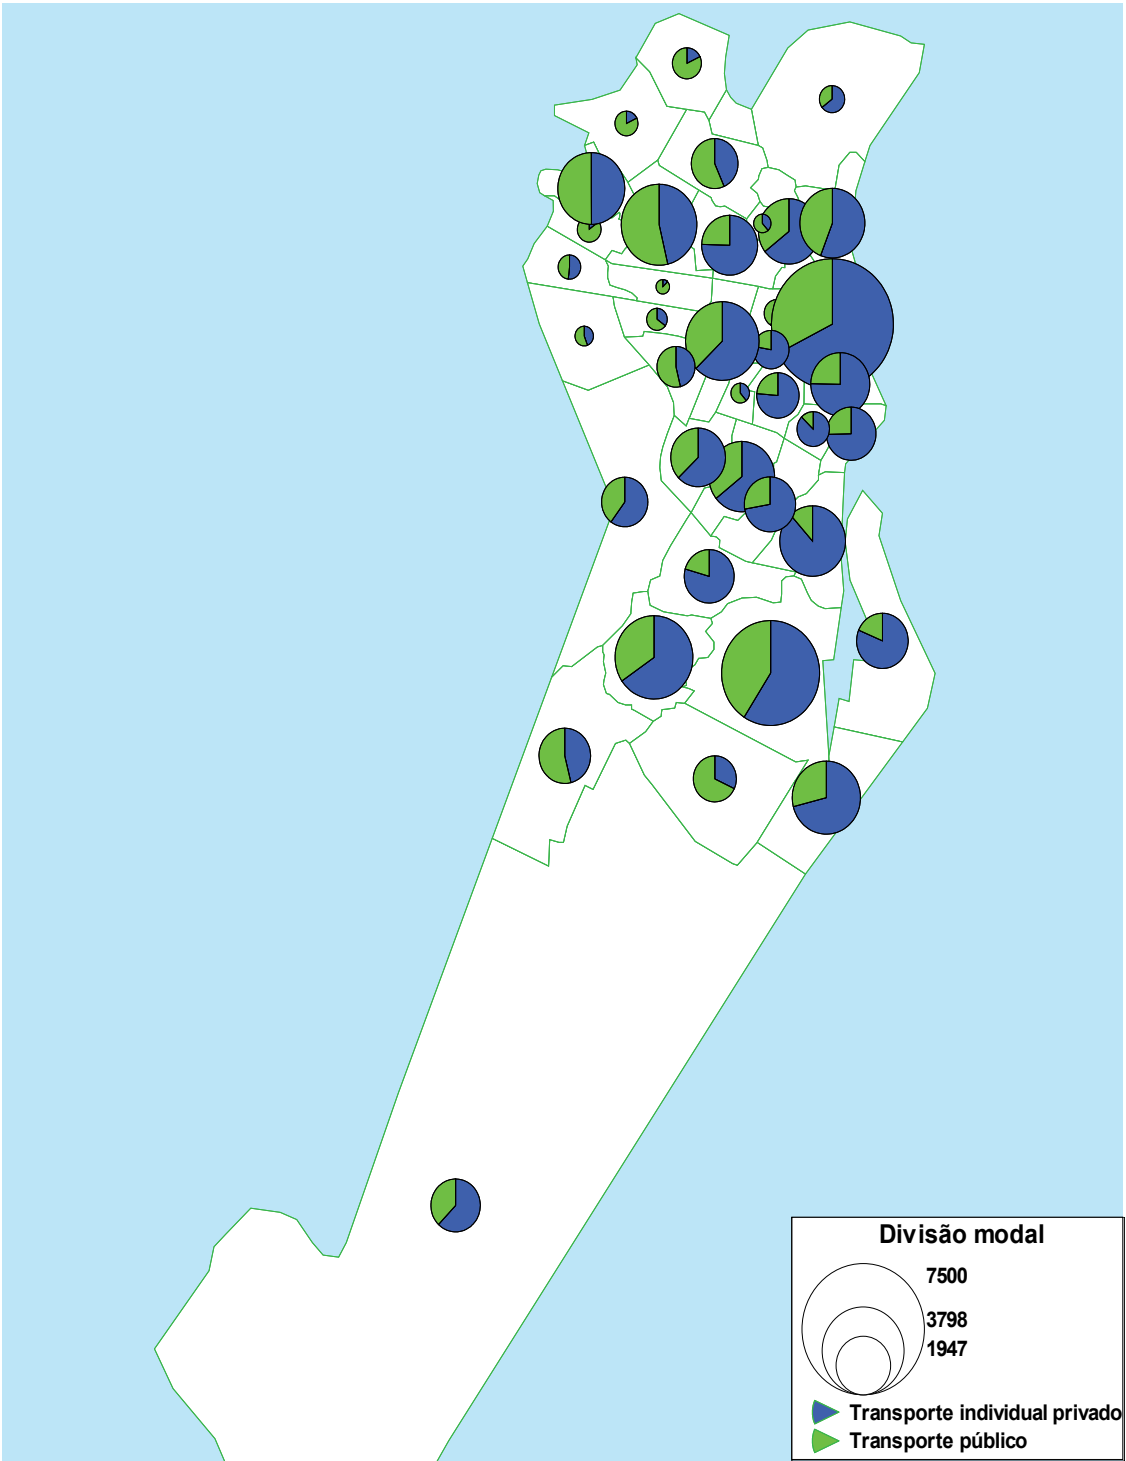 Divisão modal
7500
3798
1947
Transporte individual privado
Transporte público